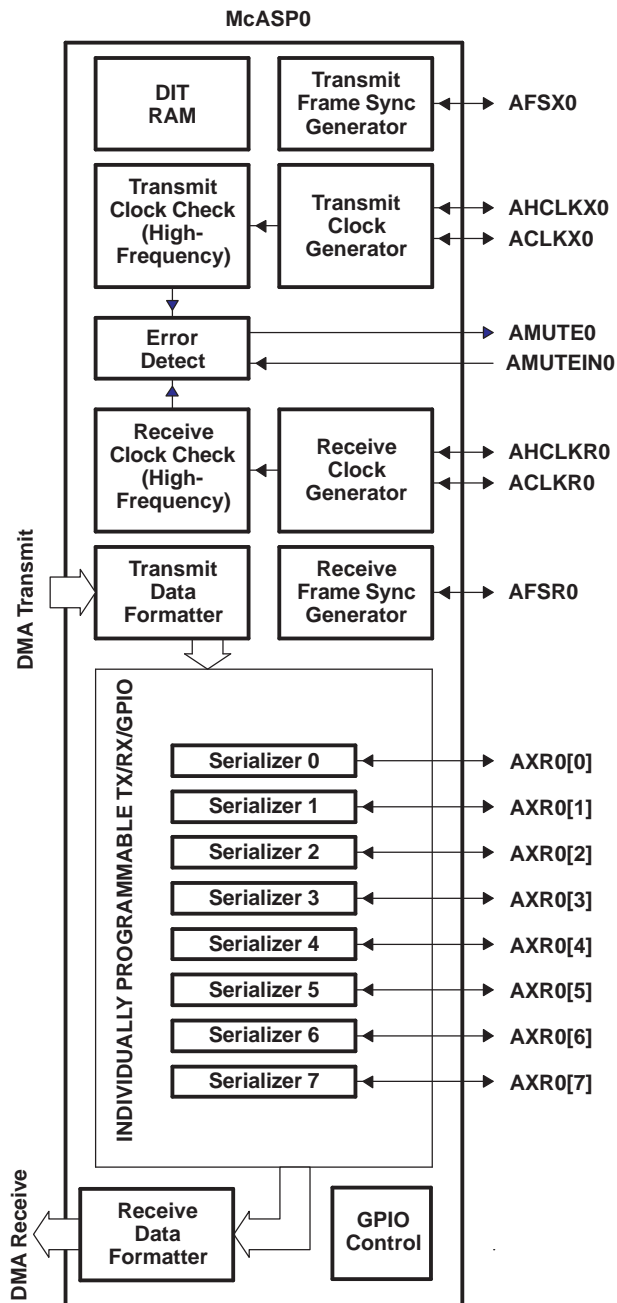 McASP0
DIT
RAM
Transmit
Frame Sync
Generator
AFSX0
Transmit
Clock Check
(High-
Frequency)
Transmit
Clock
Generator
AHCLKX0
ACLKX0
Error
Detect
AMUTE0
AMUTEIN0
Receive
Clock Check
(High-
Frequency)
Receive
Clock
Generator
AHCLKR0
ACLKR0
DMA Transmit
Transmit
Data
Formatter
Receive
Frame Sync
Generator
AFSR0
INDIVIDUALLY PROGRAMMABLE TX/RX/GPIO
Serializer 0
AXR0[0]
Serializer 1
AXR0[1]
Serializer 2
AXR0[2]
Serializer 3
AXR0[3]
Serializer 4
AXR0[4]
Serializer 5
AXR0[5]
Serializer 6
AXR0[6]
Serializer 7
AXR0[7]
DMA Receive
Receive
Data
Formatter
GPIO
Control